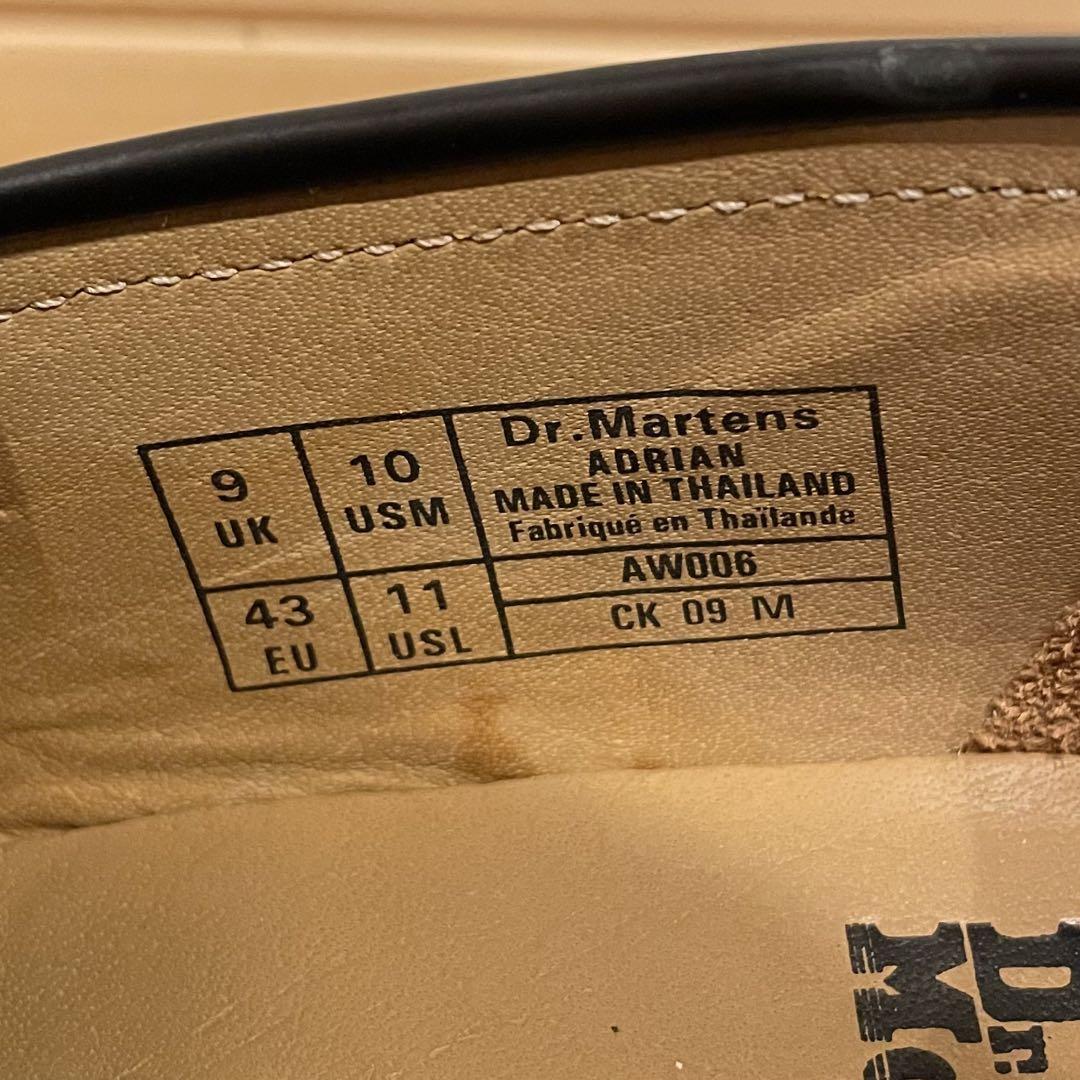 9
UK
10
USM
43
EU
11
USL
Dr.Martens
ADRIAN
MADE IN THAILAND
Fabriqué en Thaïlande
AW006
CK 09 M
Dr.